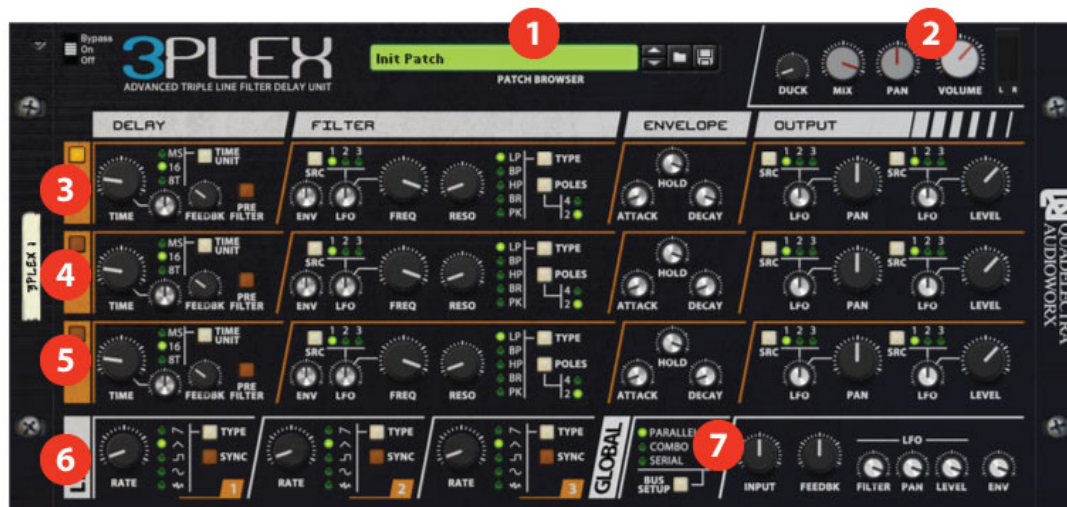 1
2
Bypass
On
Off
3PLEX
ADVANCED TRIPLE LINE FILTER DELAY UNIT
Init Patch
PATCH BROWSER
DUCK MIX PAN VOLUME L R
DELAY FILTER ENVELOPE OUTPUT
3
MS
16
8T
TIME UNIT
TIME FEEDBK PRE FILTER
1 2 3
SRC
ENV LFO FREQ RESO
LP
BP
HP
BR
PK
TYPE
POLES
4
2
HOLD
ATTACK DECAY
1 2 3
SRC
LFO PAN
1 2 3
SRC
LFO LEVEL
3PLEX 1
QUADELECTRA
AUDIOWORX
4
MS
16
8T
TIME UNIT
TIME FEEDBK PRE FILTER
1 2 3
SRC
ENV LFO FREQ RESO
LP
BP
HP
BR
PK
TYPE
POLES
4
2
HOLD
ATTACK DECAY
1 2 3
SRC
LFO PAN
1 2 3
SRC
LFO LEVEL
5
MS
16
8T
TIME UNIT
TIME FEEDBK PRE FILTER
1 2 3
SRC
ENV LFO FREQ RESO
LP
BP
HP
BR
PK
TYPE
POLES
4
2
HOLD
ATTACK DECAY
1 2 3
SRC
LFO PAN
1 2 3
SRC
LFO LEVEL
6
RATE
TYPE
SYNC
1
RATE
TYPE
SYNC
2
RATE
TYPE
SYNC
3
GLOBAL
7
COMBO
SERIAL
BUS SETUP
INPUT FEEDBK
LFO
FILTER PAN LEVEL ENV